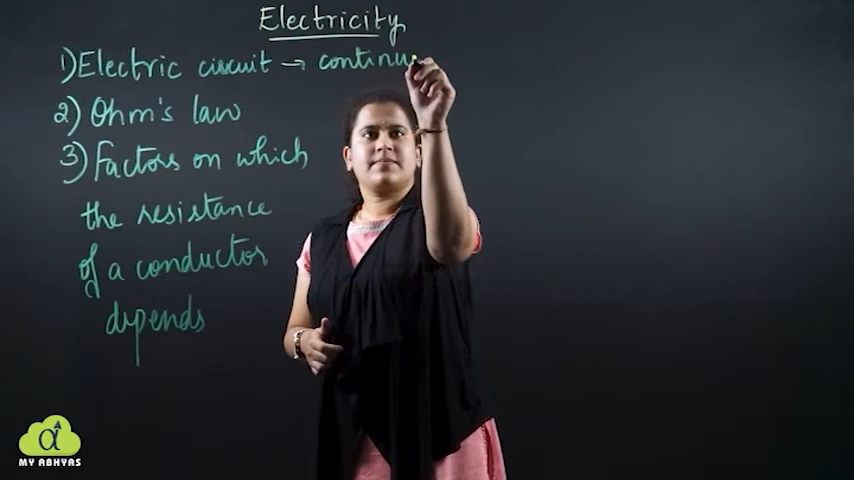 Electricity
1) Electric circuit → continu
2) Ohm's law
3) Factors on which
the resistance
of a conductor
depends
MY ABHYAS